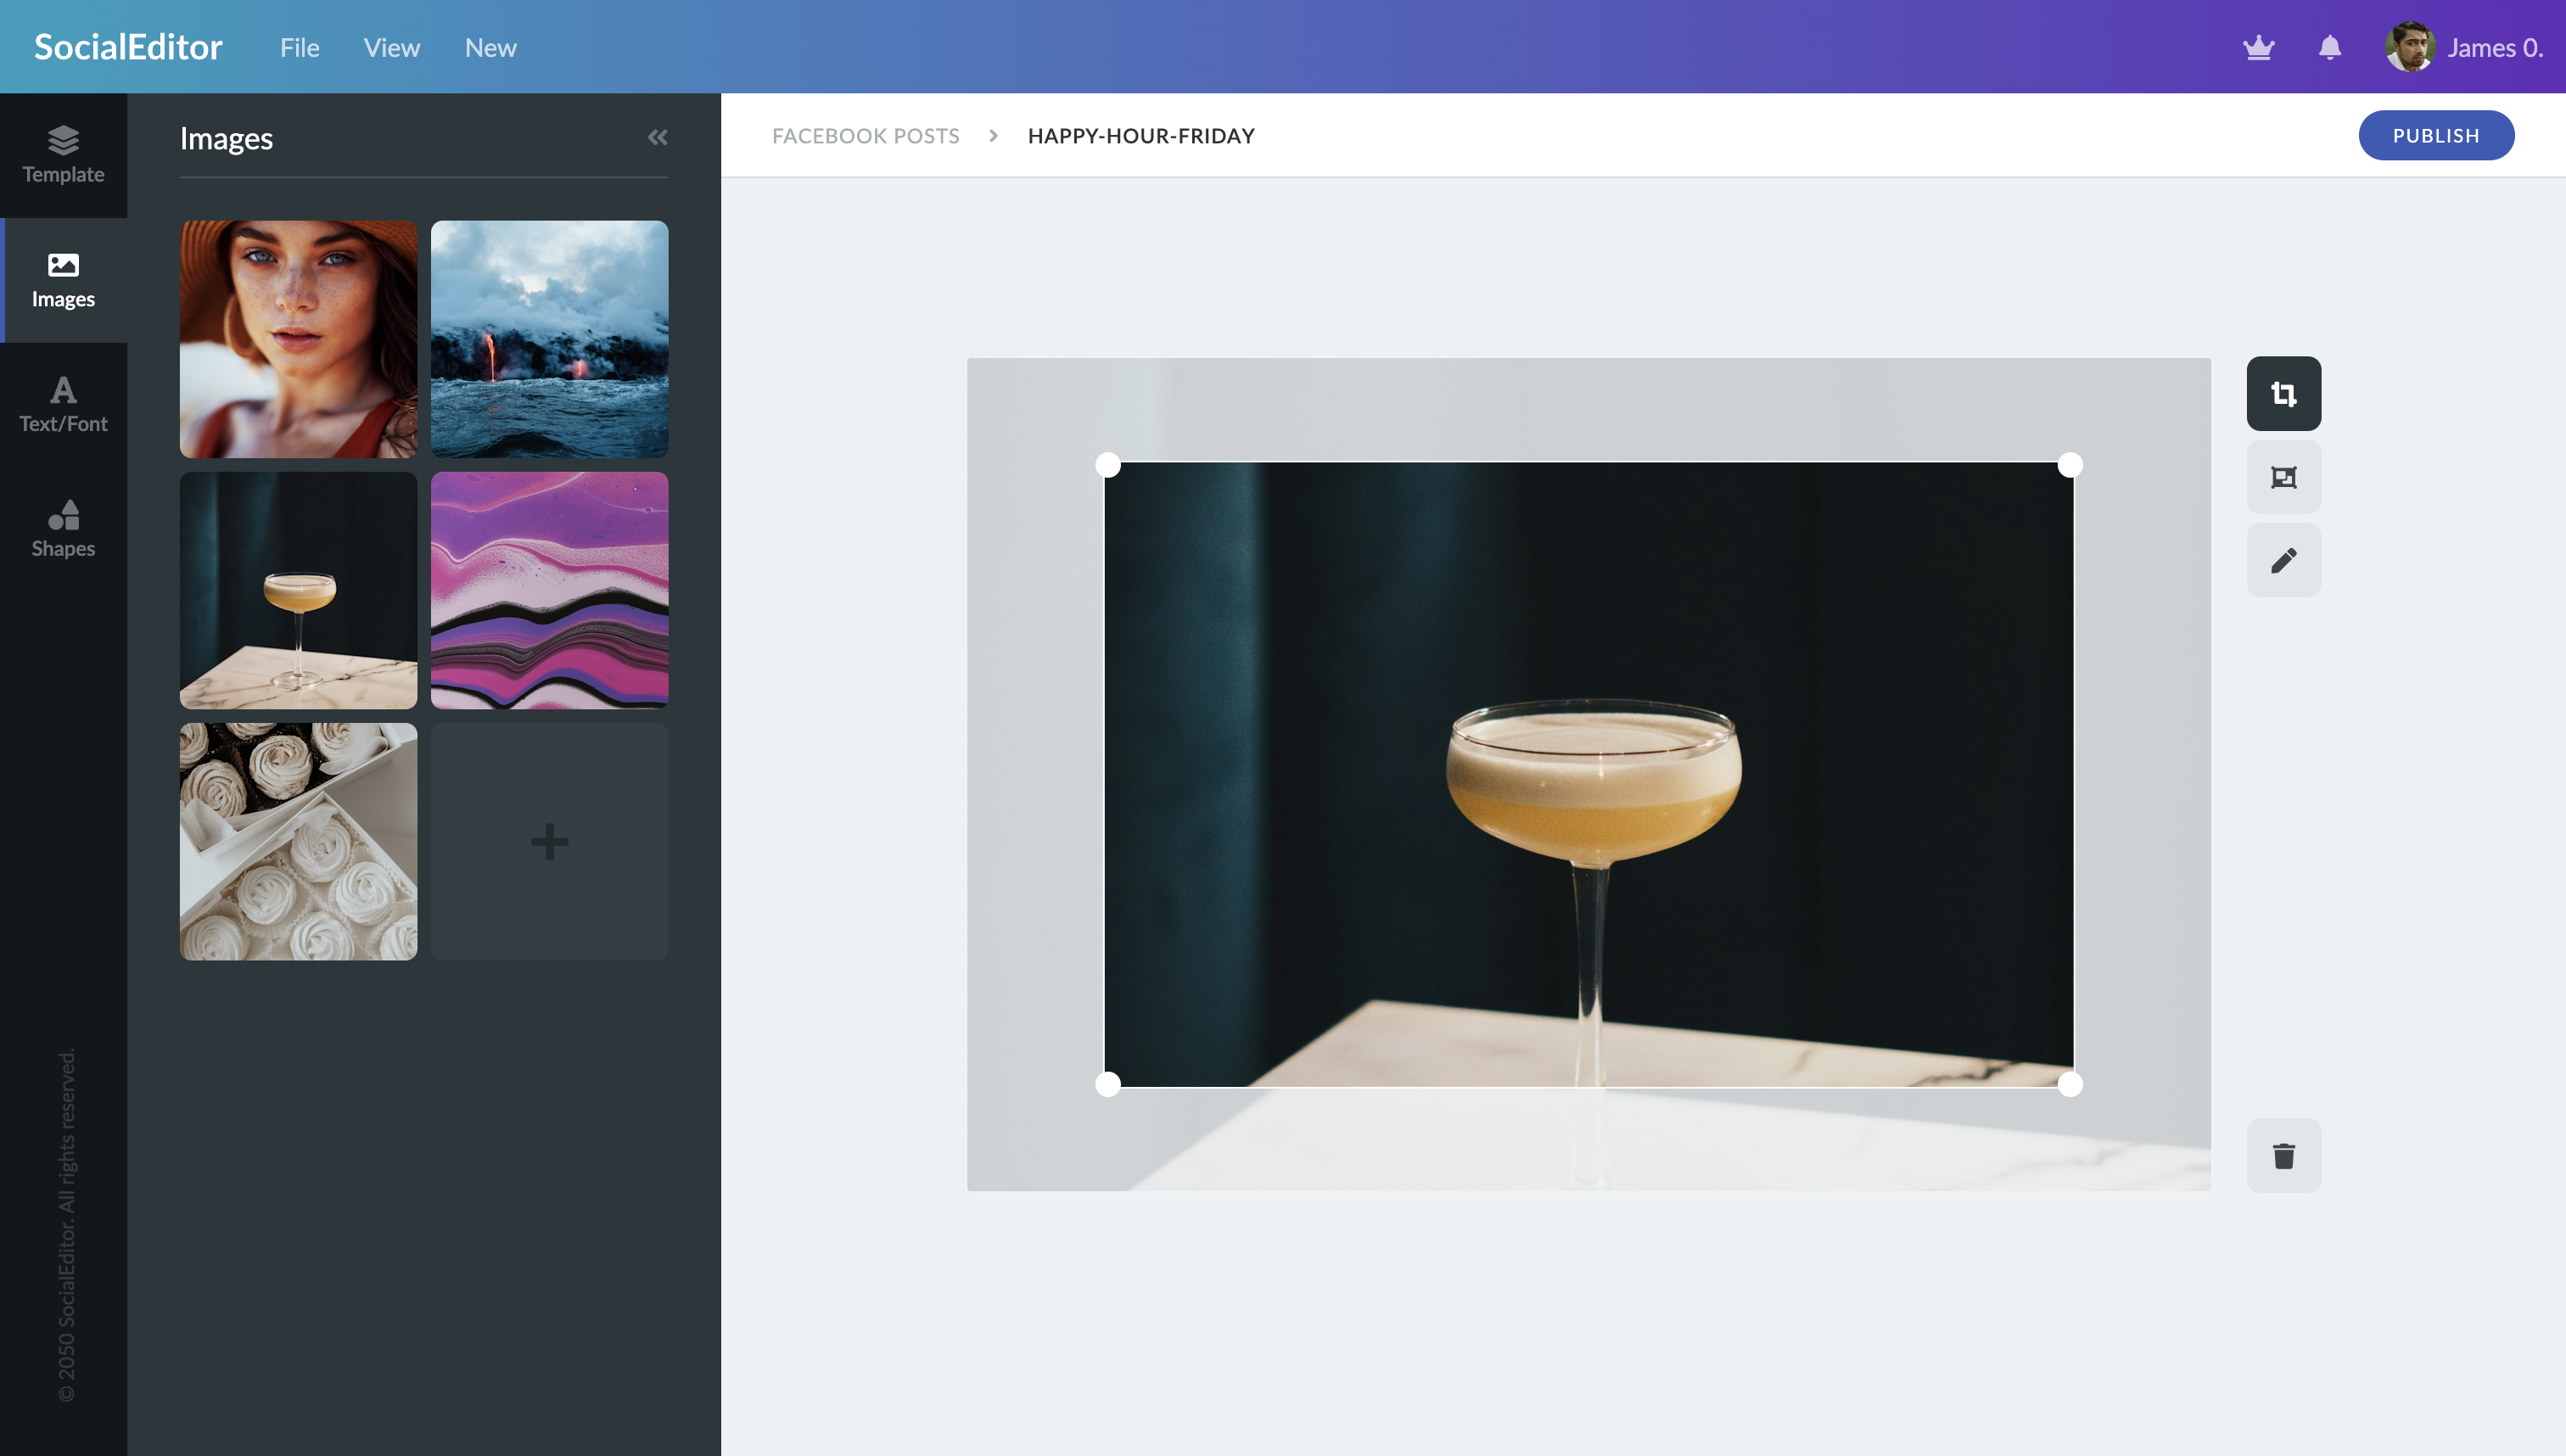 SocialEditor
File
View
New
James O.
Template
Images
Text/Font
Shapes
© 2050 SocialEditor. All rights reserved.
Images
FACEBOOK POSTS
HAPPY-HOUR-FRIDAY
PUBLISH